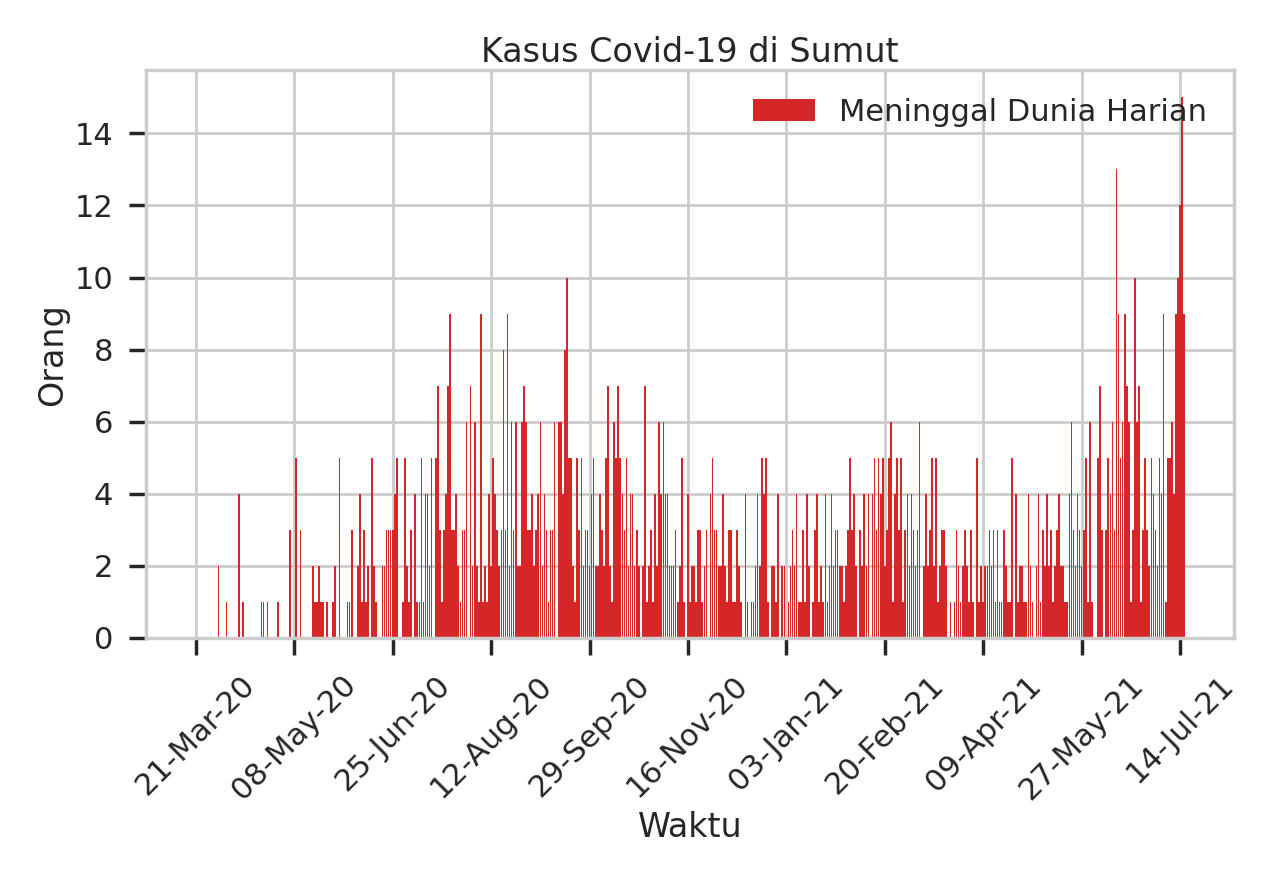 Kasus Covid-19 di Sumut
Meninggal Dunia Harian
Orang
14
12
10
8
6
4
2
0
21-Mar-20
08-May-20
25-Jun-20
12-Aug-20
29-Sep-20
16-Nov-20
03-Jan-21
20-Feb-21
09-Apr-21
27-May-21
14-Jul-21
Waktu